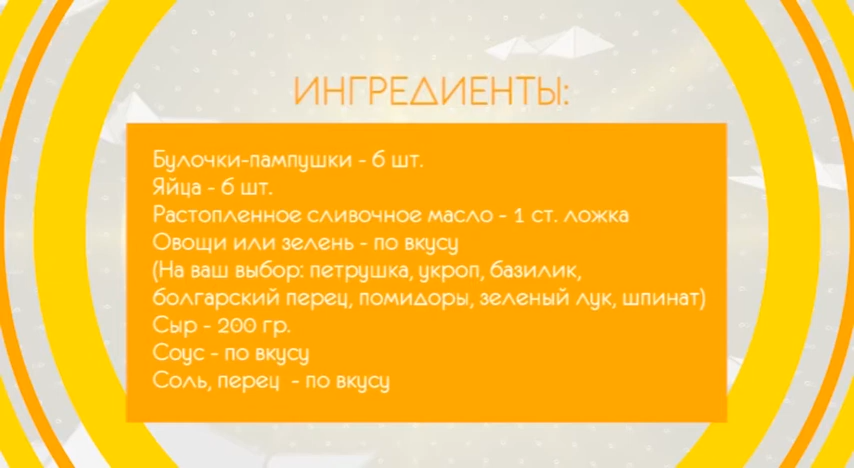 ИНГРЕДИЕНТЫ:
Булочки-пампушки - 6 шт.
Яйца - 6 шт.
Растопленное сливочное масло - 1 ст. ложка
Овощи или зелень - по вкусу
(На ваш выбор: петрушка, укроп, базилик,
болгарский перец, помидоры, зеленый лук, шпинат)
Сыр - 200 гр.
Соус - по вкусу
Соль, перец - по вкусу